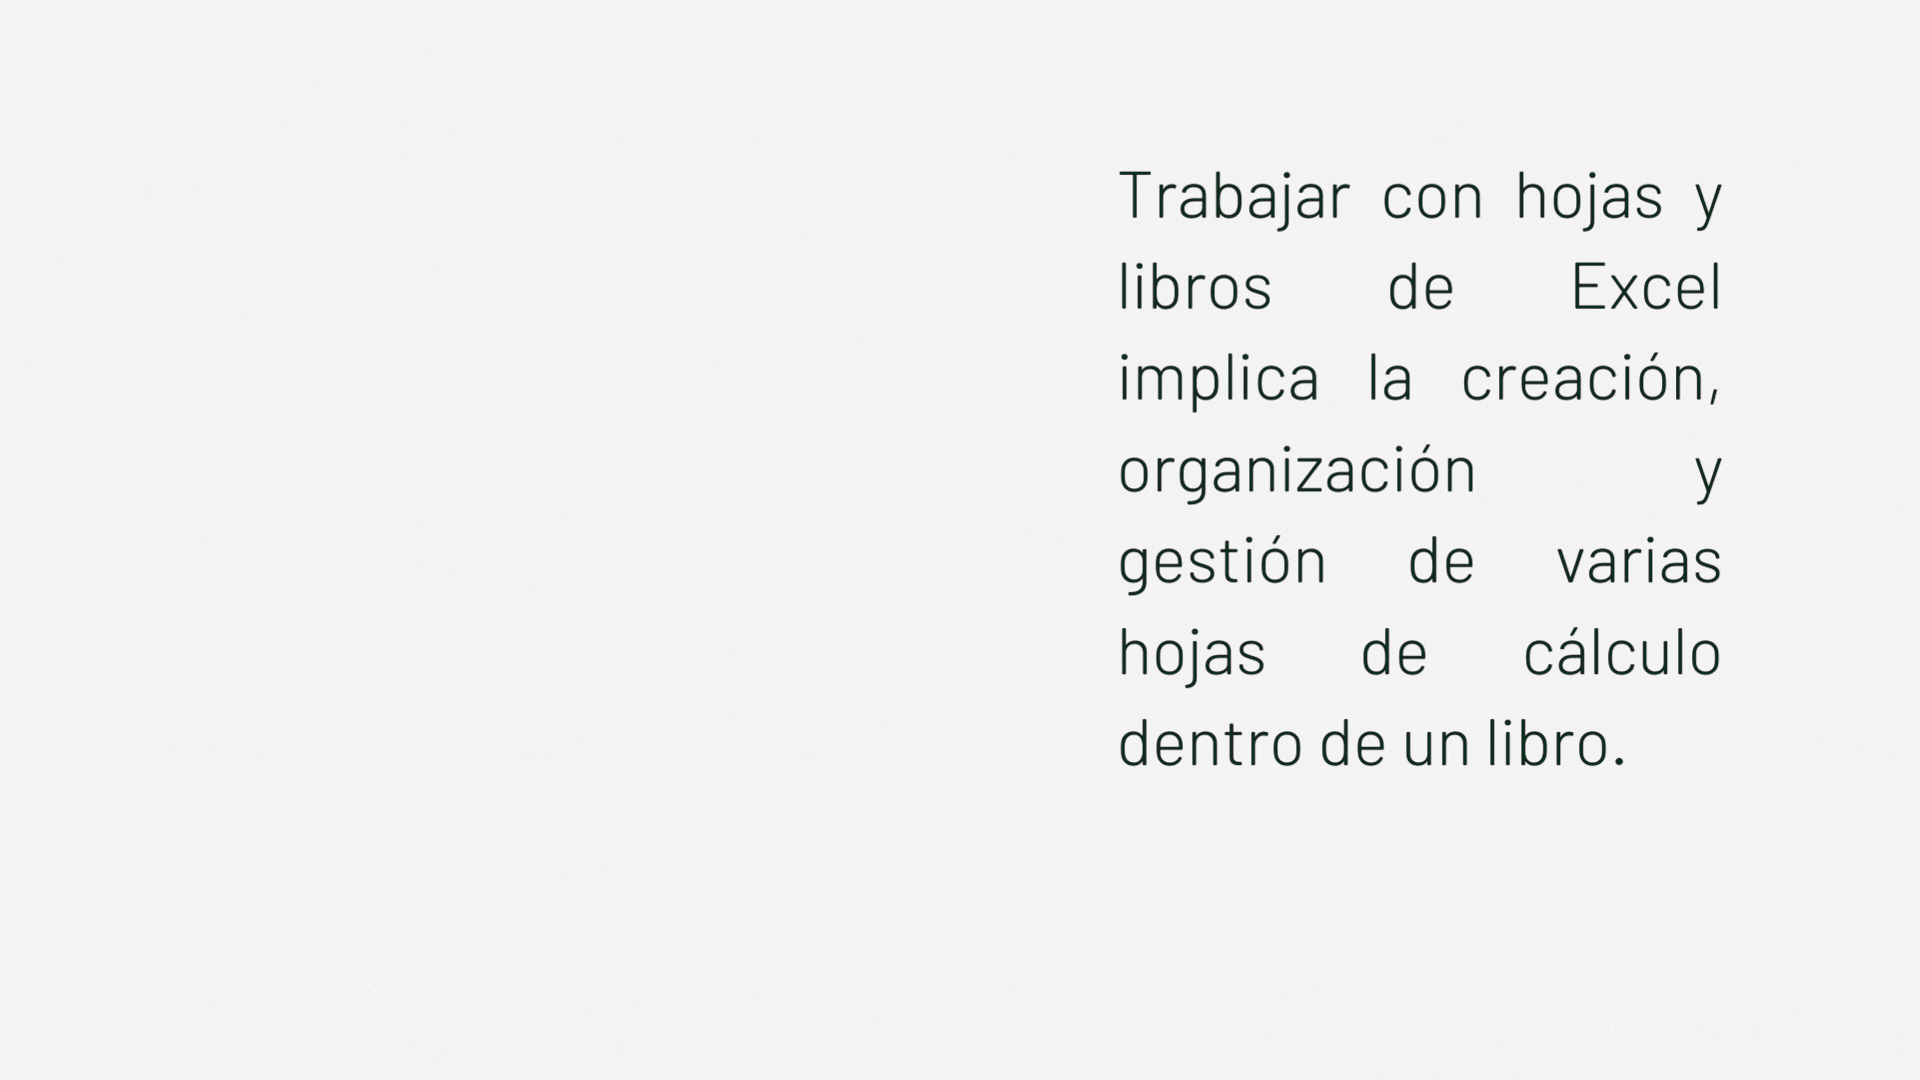 Trabajar con hojas y
libros de Excel
implica la creación,
organización y
gestión de varias
hojas de cálculo
dentro de un libro.